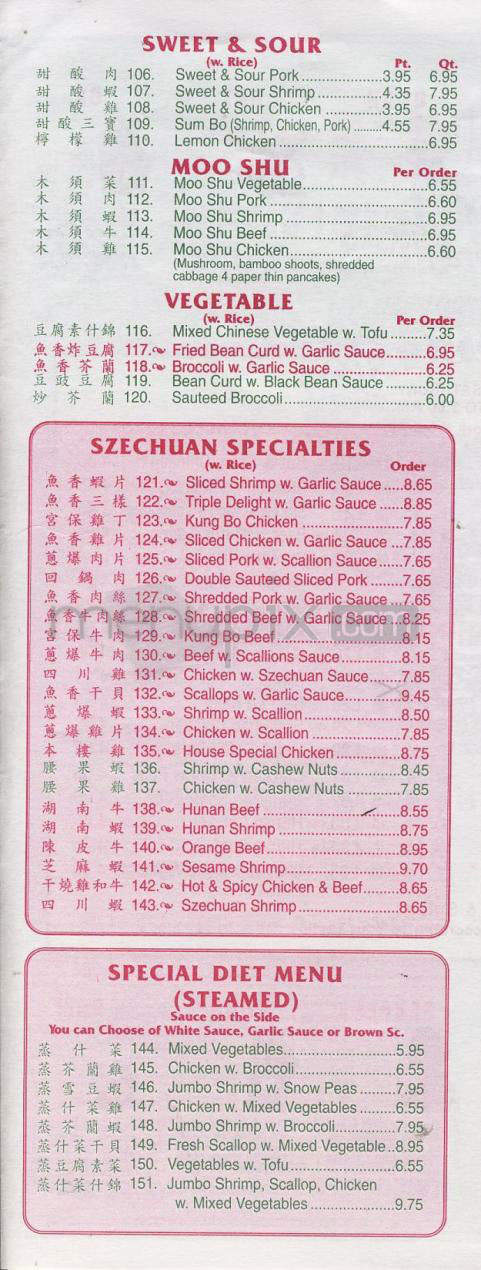 SWEET & SOUR
(w. Rice) Pt. Qt.
甜酸肉 106. Sweet & Sour Pork 3.95 6.95
甜酸蝦 107. Sweet & Sour Shrimp 4.35 7.95
甜酸雞 108. Sweet & Sour Chicken 3.95 6.95
甜酸三寶 109. Sum Bo (Shrimp, Chicken, Pork) 4.55 7.95
檸檬雞 110. Lemon Chicken 6.95
MOO SHU
Per Order
木須菜 111. Moo Shu Vegetable 6.55
木須肉 112. Moo Shu Pork 6.60
木須蝦 113. Moo Shu Shrimp 6.95
木須牛 114. Moo Shu Beef 6.95
木須雞 115. Moo Shu Chicken 6.60
(Mushroom, bamboo shoots, shredded
cabbage 4 paper thin pancakes)
VEGETABLE
(w. Rice) Per Order
豆腐素什錦 116. Mixed Chinese Vegetable w. Tofu 7.35
魚香炸豆腐 117. Fried Bean Curd w. Garlic Sauce 6.95
魚香芥蘭 118. Broccoli w. Garlic Sauce 6.25
豆豉豆腐 119. Bean Curd w. Black Bean Sauce 6.25
炒芥蘭 120. Sauteed Broccoli 6.00
SZECHUAN SPECIALTIES
(w. Rice) Order
魚香蝦片 121. Sliced Shrimp w. Garlic Sauce 8.65
魚香三樣 122. Triple Delight w. Garlic Sauce 8.85
宮保雞丁 123. Kung Bo Chicken 7.85
魚香雞片 124. Sliced Chicken w. Garlic Sauce 7.85
蔥爆肉片 125. Sliced Pork w. Scallion Sauce 7.65
回鍋肉 126. Double Sauteed Sliced Pork 7.65
魚香肉絲 127. Shredded Pork w. Garlic Sauce 7.65
魚香牛肉絲 128. Shredded Beef w. Garlic Sauce 8.25
宮保牛肉 129. Kung Bo Beef 8.15
蔥爆牛肉 130. Beef w. Scallions Sauce 8.15
四川雞 131. Chicken w. Szechuan Sauce 7.85
魚香干貝 132. Scallops w. Garlic Sauce 9.45
蔥爆蝦 133. Shrimp w. Scallion 8.50
蔥爆雞片 134. Chicken w. Scallion 7.85
本樓雞 135. House Special Chicken 8.75
腰果蝦 136. Shrimp w. Cashew Nuts 8.45
腰果雞 137. Chicken w. Cashew Nuts 7.85
湖南牛 138. Hunan Beef 8.55
湖南蝦 139. Hunan Shrimp 8.75
陳皮牛 140. Orange Beef 8.95
芝麻蝦 141. Sesame Shrimp 9.70
干燒雞和牛 142. Hot & Spicy Chicken & Beef 8.65
四川蝦 143. Szechuan Shrimp 8.65
menupix.com
SPECIAL DIET MENU
(STEAMED)
Sauce on the Side
You can Choose of White Sauce, Garlic Sauce or Brown Sc.
蒸什菜 144. Mixed Vegetables 5.95
蒸芥蘭雞 145. Chicken w. Broccoli 6.55
蒸雪豆蝦 146. Jumbo Shrimp w. Snow Peas 7.95
蒸什菜雞 147. Chicken w. Mixed Vegetables 6.55
蒸芥蘭蝦 148. Jumbo Shrimp w. Broccoli 7.95
蒸什菜干貝 149. Fresh Scallop w. Mixed Vegetable 8.95
蒸豆腐素菜 150. Vegetables w. Tofu 6.55
蒸什菜什錦 151. Jumbo Shrimp, Scallop, Chicken
w. Mixed Vegetables 9.75